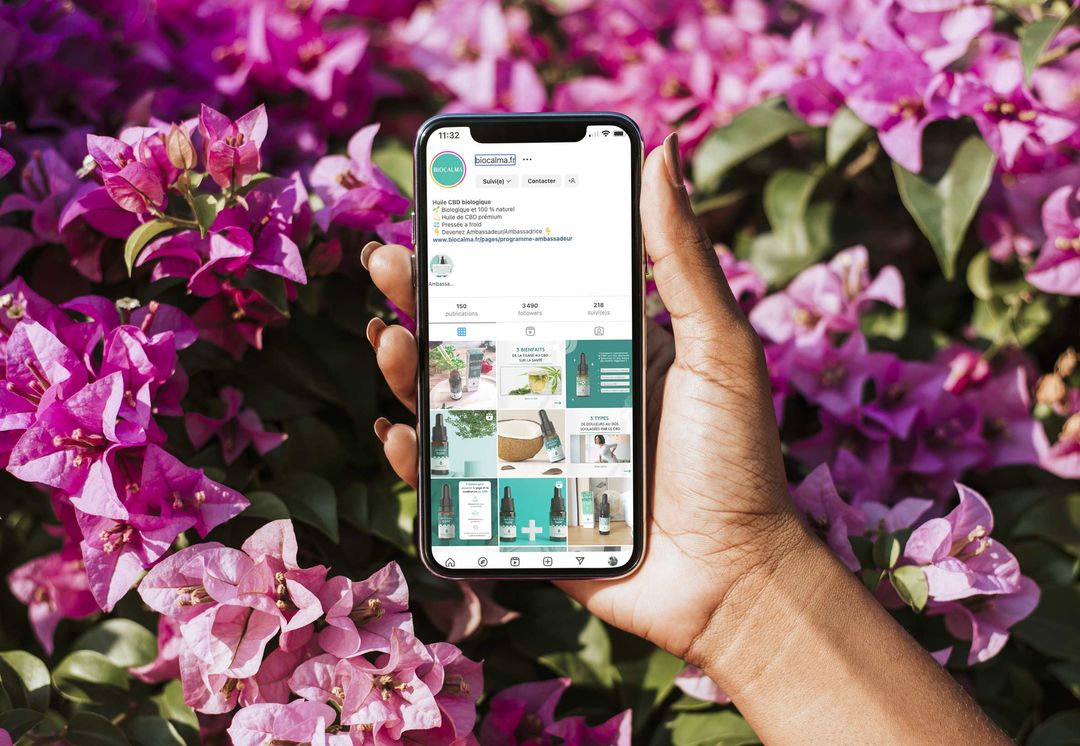 11:32
BIOCALMA
biocalma.fr ...
Suivi(e) Contacter
Huile CBD biologique
Biologique et 100 % naturel
Huile de CBD prémium
Pressée a froid
Devenez Ambassadeur/Ambassadrice
www.biocalma.fr/pages/programme-ambassadeur
Ambassa...
150 3 490 218
publications followers suivi(e)s
3 BIENFAITS
DE LA TISANE AU CBD
SUR LA SANTÉ
3 TYPES
DE DOULEURS AU DOS
SOULAGÉES PAR LE CBD